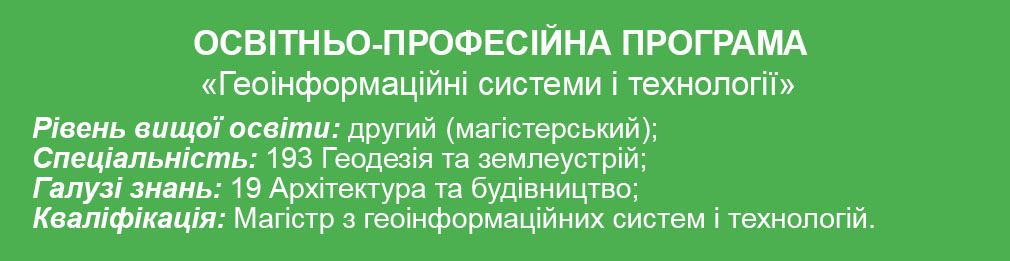 ОСВІТНЬО-ПРОФЕСІЙНА ПРОГРАМА
«Геоінформаційні системи і технології»
Рівень вищої освіти: другий (магістерський);
Спеціальність: 193 Геодезія та землеустрій;
Галузі знань: 19 Архітектура та будівництво;
Кваліфікація: Магістр з геоінформаційних систем і технологій.